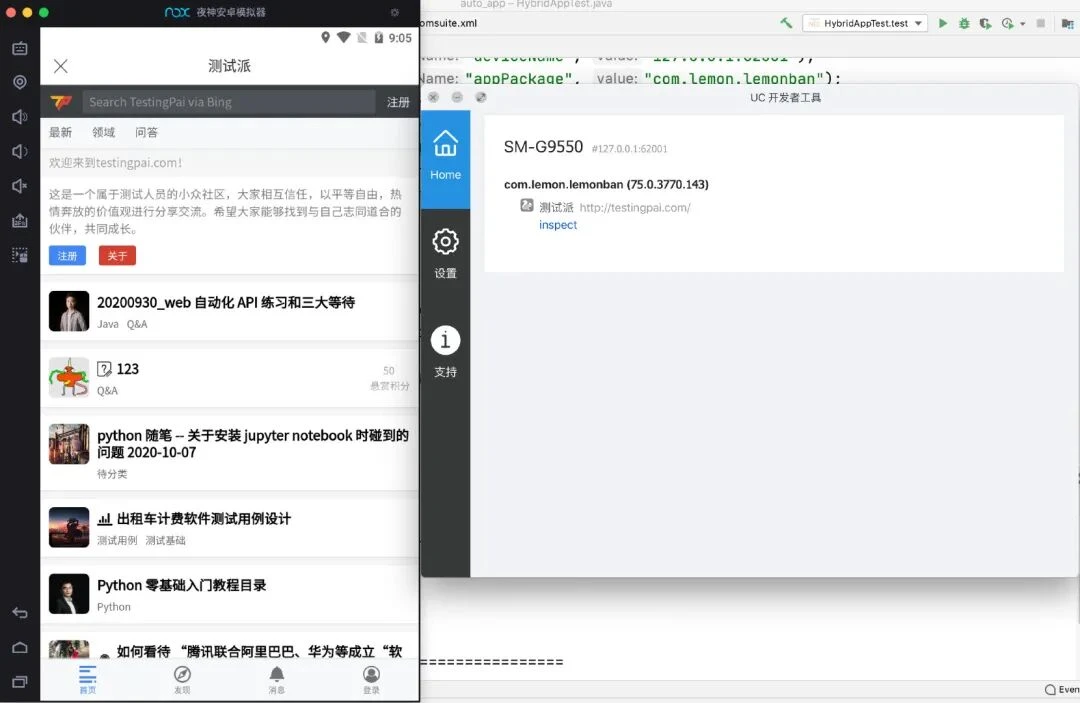 nox 夜神安卓模拟器
9:05
测试派
Search TestingPai via Bing
注册
最新 领域 问答
欢迎来到testingpai.com！
这是一个属于测试人员的小众社区，大家相互信任，以平等自由，热
情奔放的价值观进行分享交流。希望大家能够找到与自己志同道合的
伙伴，共同成长。
注册 关于
20200930_web 自动化 API 练习和三大等待
Java Q&A
123
Q&A
50
悬赏积分
python 随笔 -- 关于安装 jupyter notebook 时碰到的
问题 2020-10-07
待分类
出租车计费软件测试用例设计
测试用例 测试基础
Python 零基础入门教程目录
Python
如何看待 “腾讯联合阿里巴巴、华为等成立“软
首页 发现 消息 登录
auto_app – HybridAppTest.java
omsuite.xml
HybridAppTest.test
Name: "deviceName", value: "127.0.0.1:62001");
Name: "appPackage", value: "com.lemon.lemonban");
UC 开发者工具
Home
设置
支持
SM-G9550 #127.0.0.1:62001
com.lemon.lemonban (75.0.3770.143)
测试派 http://testingpai.com/
inspect
================
Even